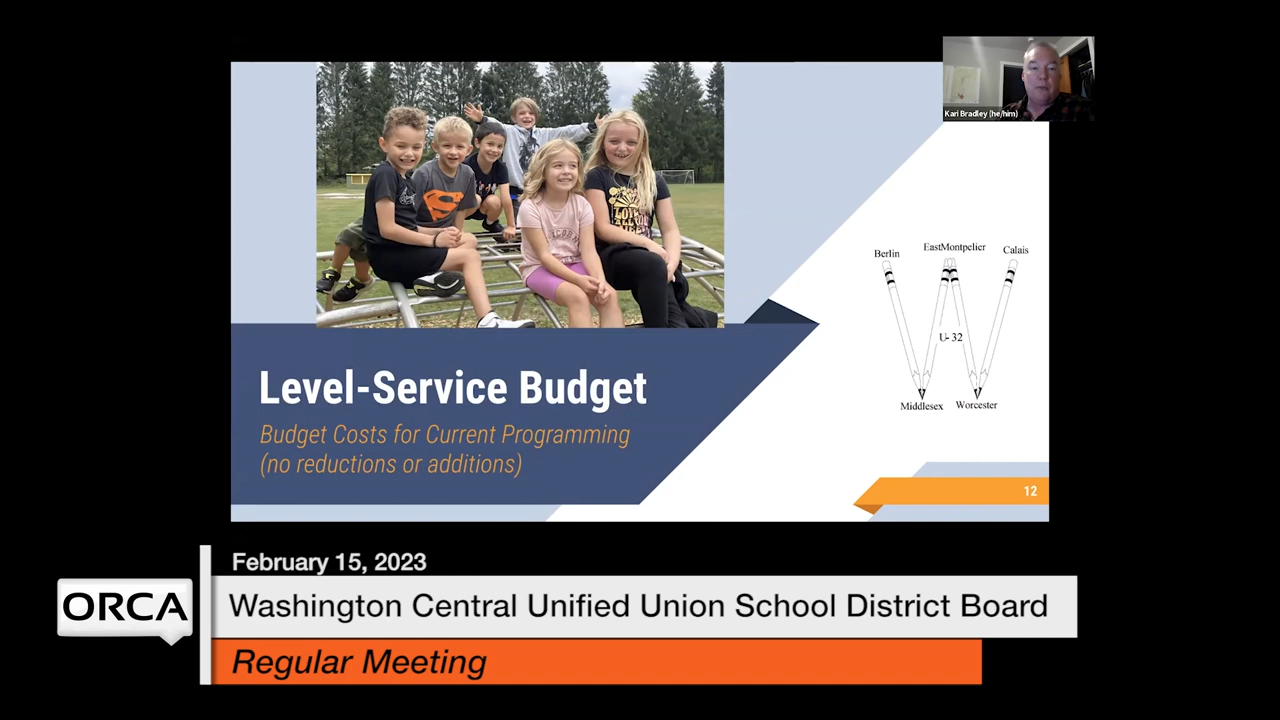 Kari Bradley (he/him)
Berlin
EastMontpelier
Calais
U-32
Middlesex
Worcester
Level-Service Budget
Budget Costs for Current Programming
(no reductions or additions)
12
February 15, 2023
ORCA
Washington Central Unified Union School District Board
Regular Meeting